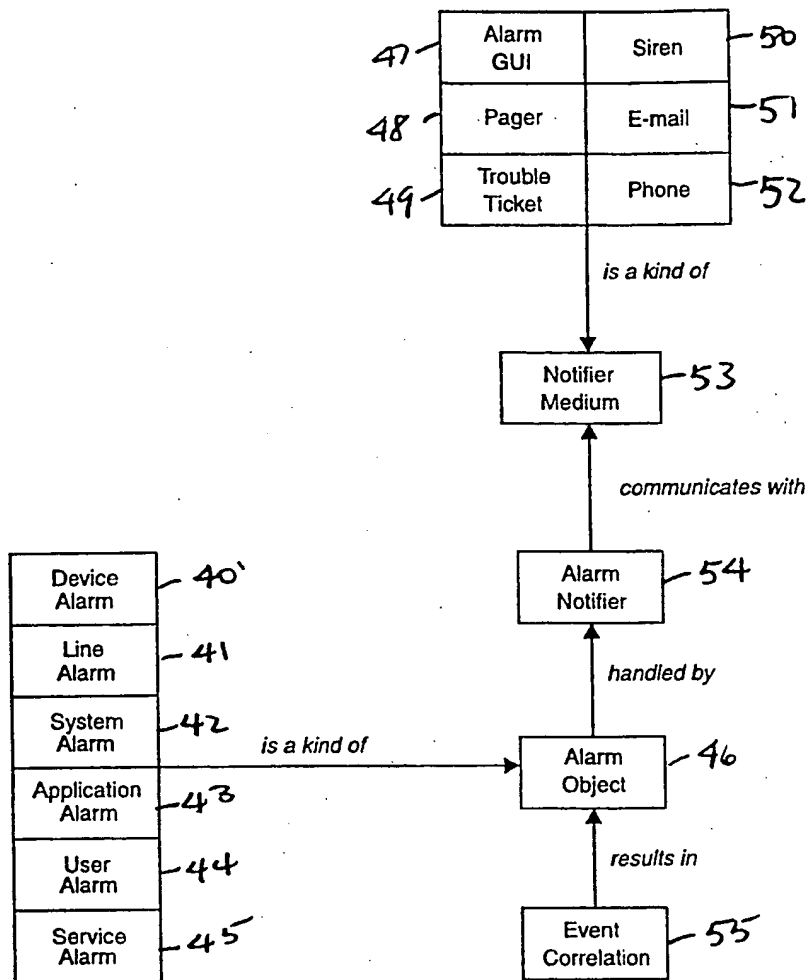 47
Alarm
GUI
Siren
50
48
Pager
E-mail
51
49
Trouble
Ticket
Phone
52
is a kind of
Notifier
Medium
53
communicates with
Alarm
Notifier
54
handled by
Device
Alarm
40'
Line
Alarm
41
System
Alarm
42
is a kind of
Alarm
Object
46
Application
Alarm
43
User
Alarm
44
results in
Service
Alarm
45
Event
Correlation
55